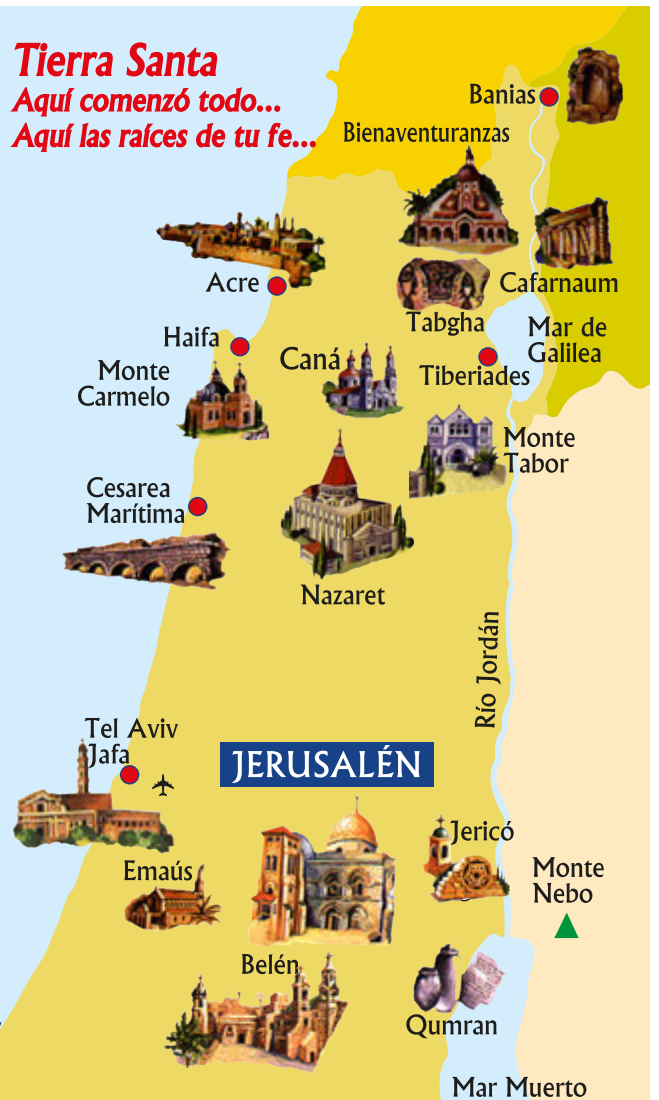 Tierra Santa
Aquí comenzó todo...
Aquí las raíces de tu fe...
Banias
Bienaventuranzas
Acre
Cafarnaum
Tabgha
Haifa
Mar de
Galilea
Caná
Monte
Carmelo
Tiberiades
Monte
Tabor
Cesarea
Marítima
Nazaret
Río Jordán
Tel Aviv
Jafa
JERUSALÉN
Jericó
Emaús
Monte
Nebo
Belén
Qumran
Mar Muerto